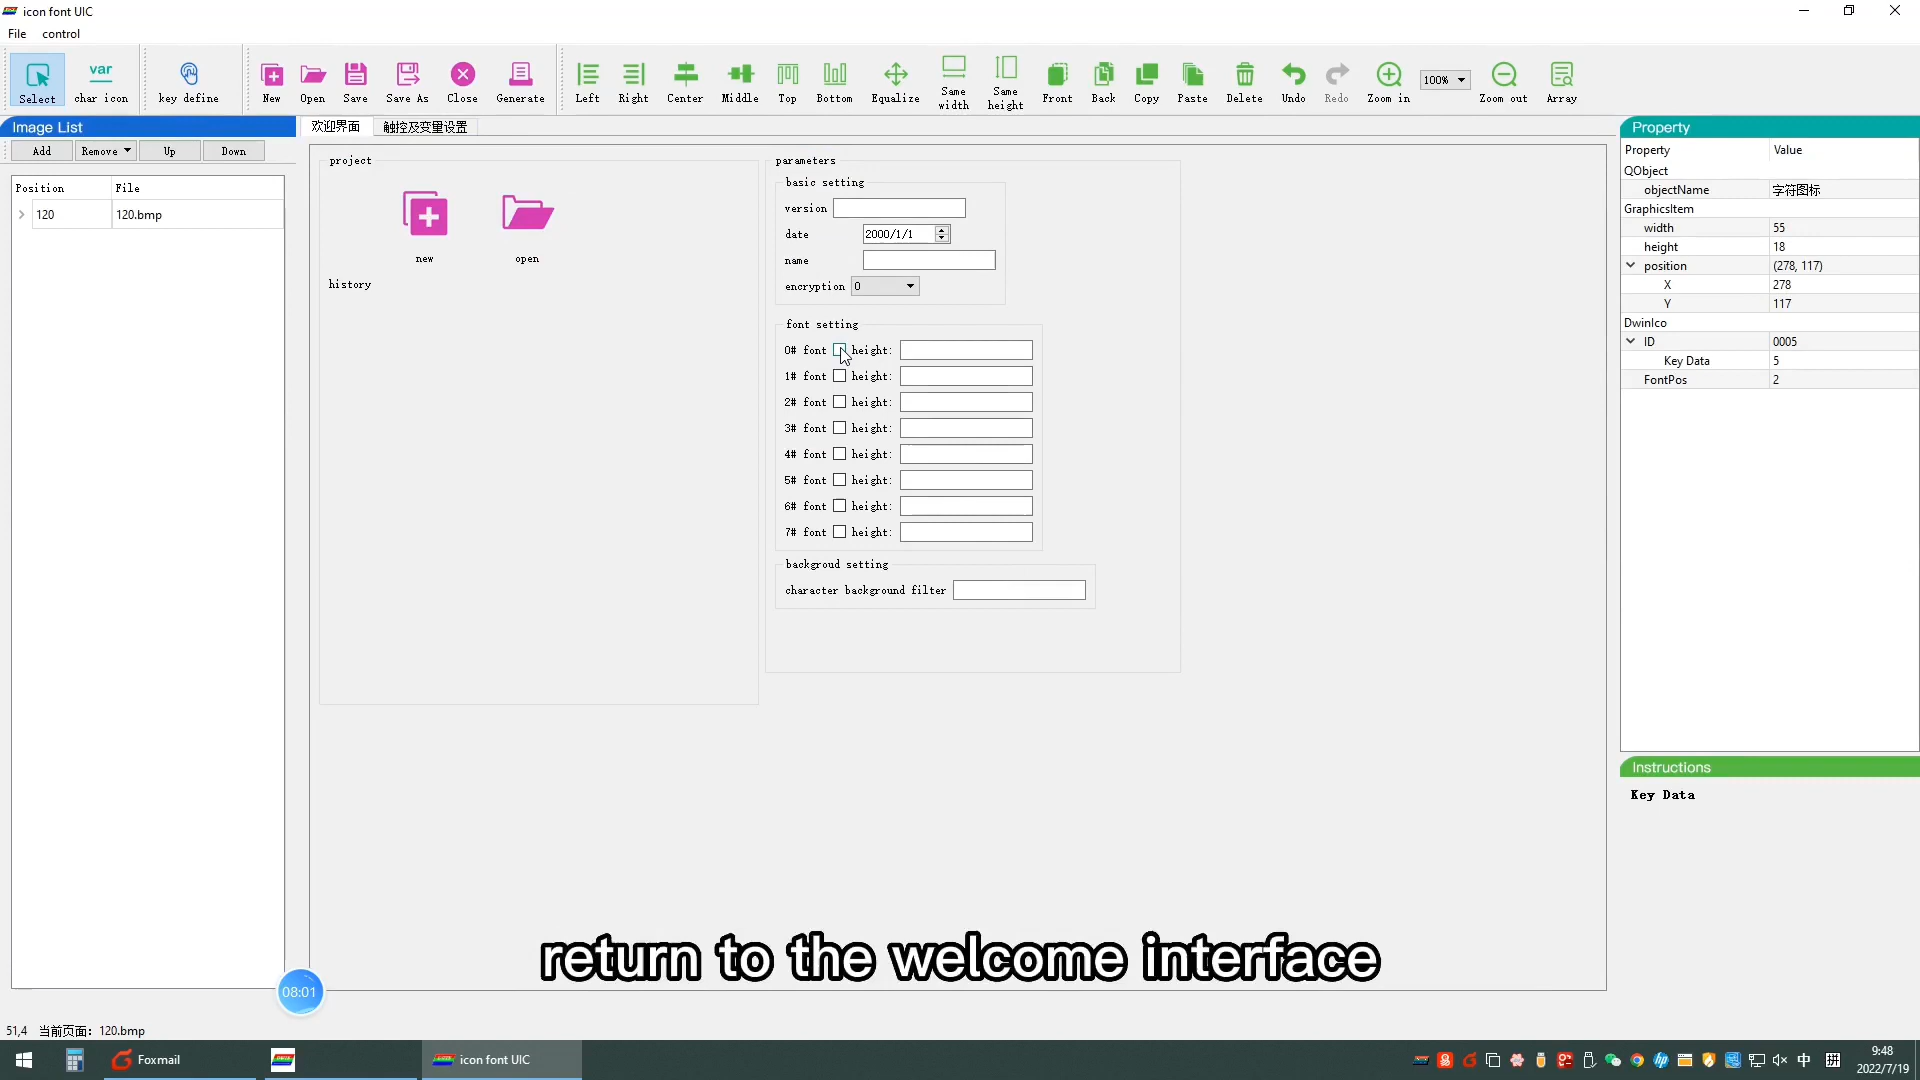 icon font UIC
File control
Select char icon key define New Open Save Save As Close Generate Left Right Center Middle Top Bottom Equalize Same width Same height Front Back Copy Paste Delete Undo Redo Zoom in 100% Zoom out Array
var
Image List
欢迎界面 触控及变量设置
Add Remove Up Down
Position File
120 120.bmp
project
new open
history
parameters
basic setting
version
date 2000/1/1
name
encryption 0
font setting
0# font height:
1# font height:
2# font height:
3# font height:
4# font height:
5# font height:
6# font height:
7# font height:
backgroud setting
character background filter
Property
Property Value
QObject
objectName 字符图标
GraphicsItem
width 55
height 18
position (278, 117)
X 278
Y 117
DwinIco
ID 0005
Key Data 5
FontPos 2
Instructions
Key Data
return to the welcome interface
08:01
51,4 当前页面: 120.bmp
Foxmail icon font UIC
中 拼
9:48
2022/7/19